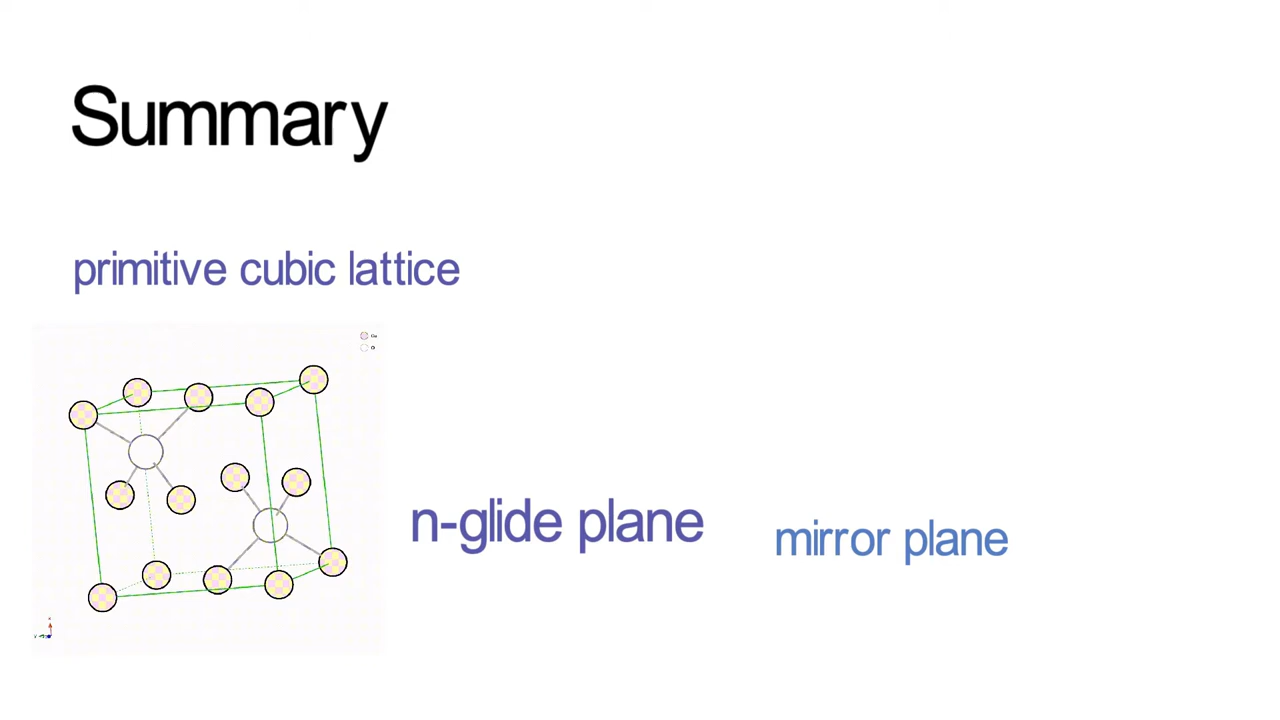 Summary
primitive cubic lattice
n-glide plane
mirror plane